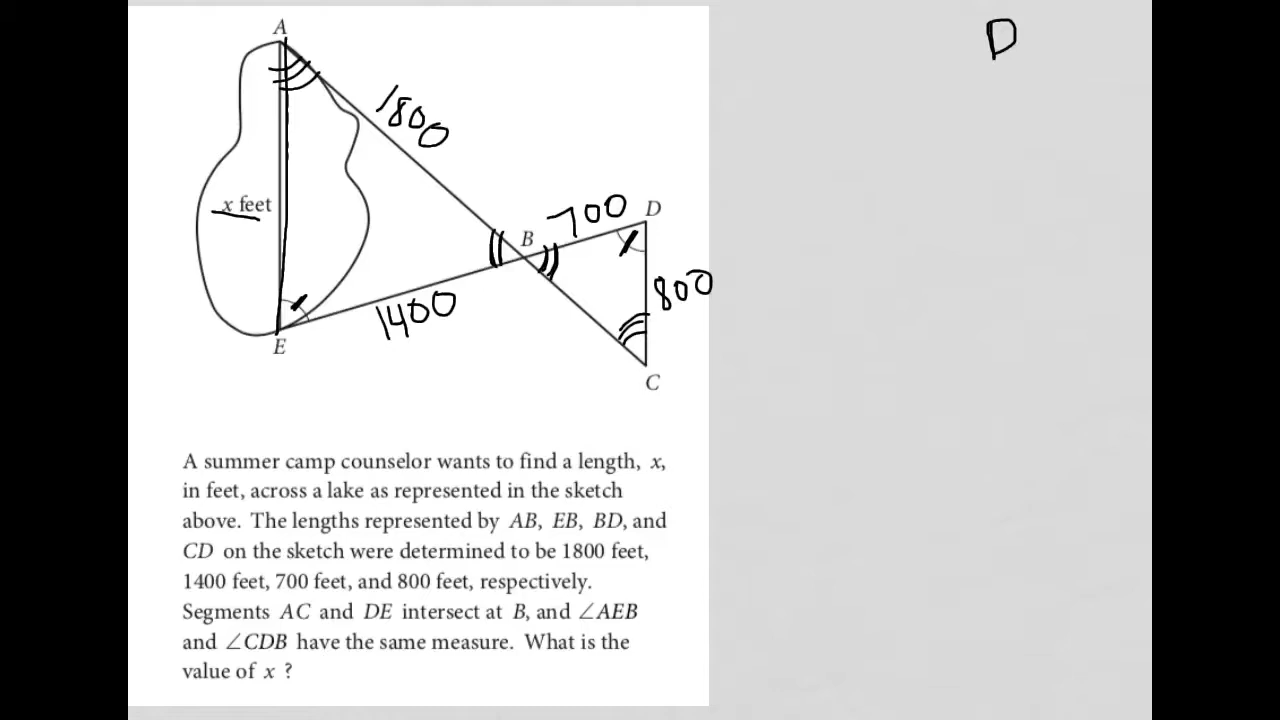 A
D
1800
x feet
700
D
B
800
1400
E
C
A summer camp counselor wants to find a length, x,
in feet, across a lake as represented in the sketch
above. The lengths represented by AB, EB, BD, and
CD on the sketch were determined to be 1800 feet,
1400 feet, 700 feet, and 800 feet, respectively.
Segments AC and DE intersect at B, and ∠AEB
and ∠CDB have the same measure. What is the
value of x ?